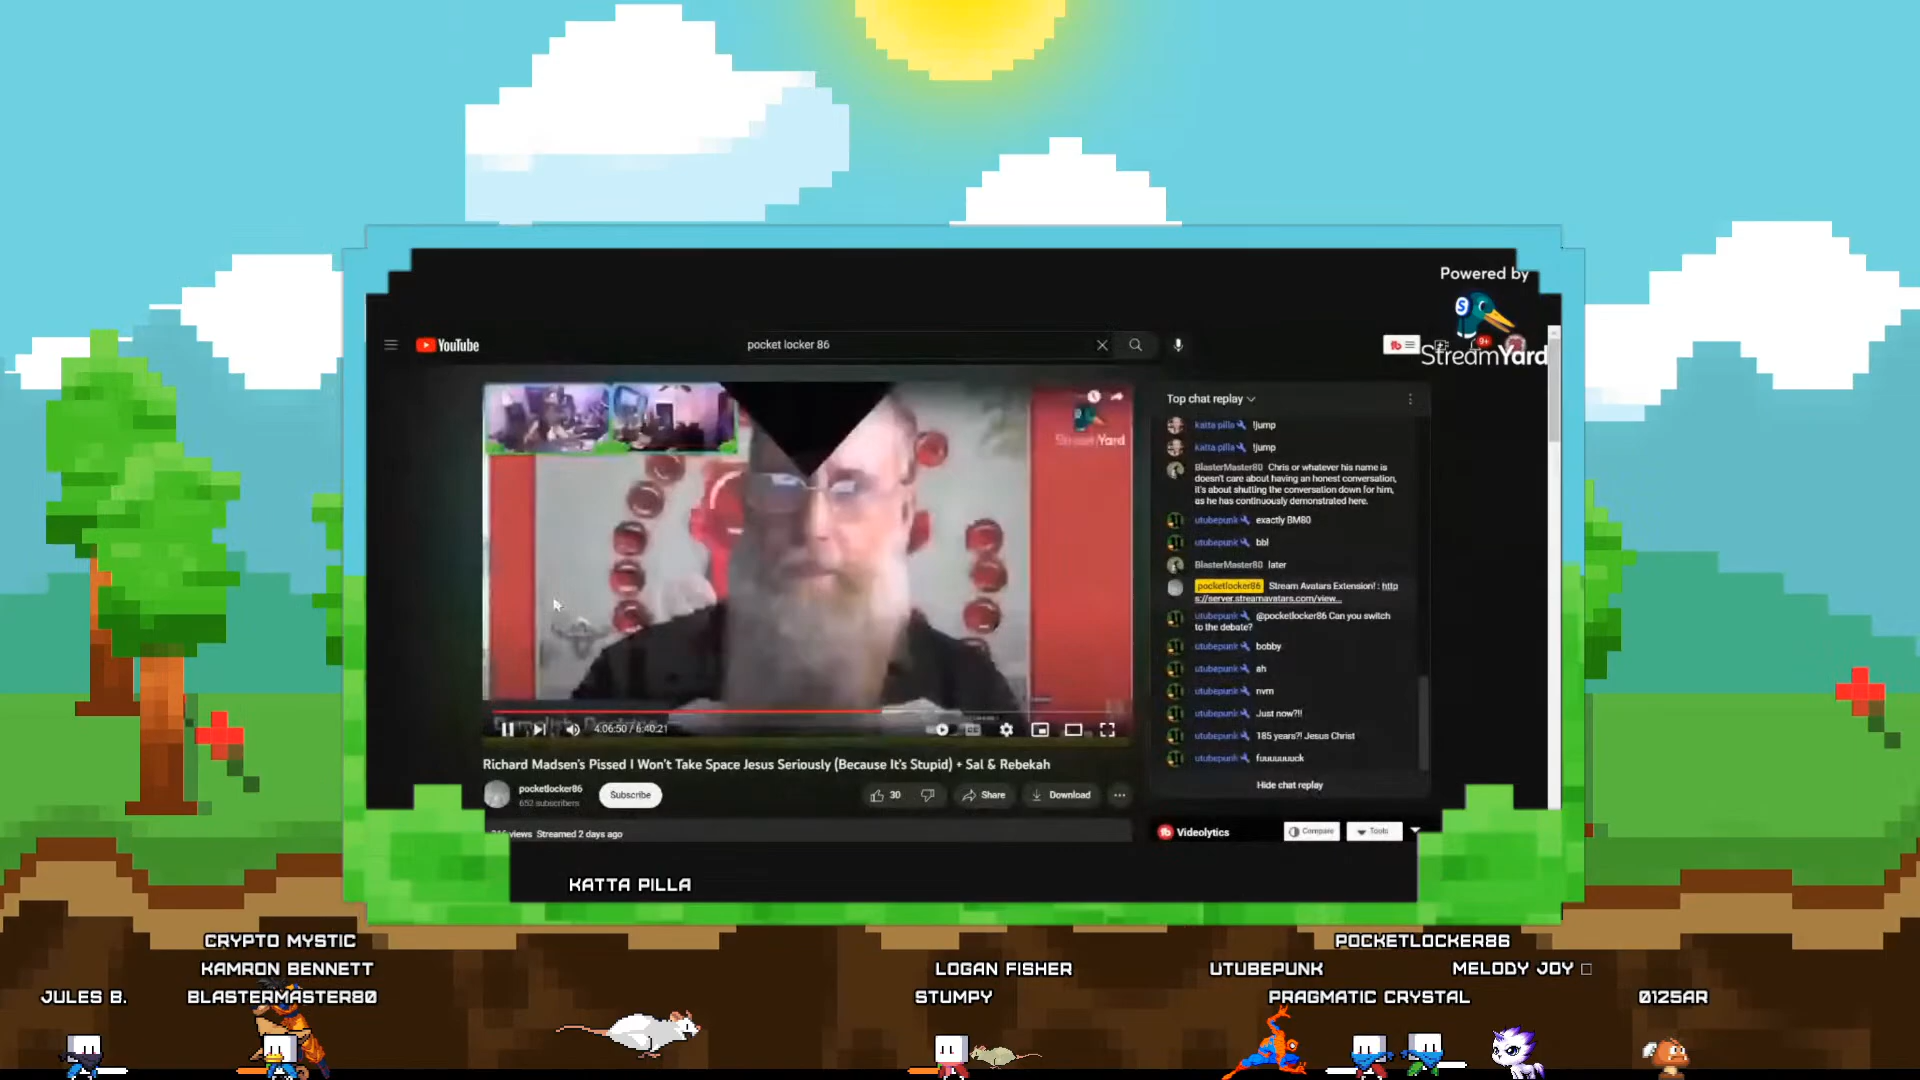 Powered by
StreamYard
YouTube
pocket locker 86
9+
StreamYard
4:06:50 / 6:40:21
Richard Madsen's Pissed I Won't Take Space Jesus Seriously (Because It's Stupid) + Sal & Rebekah
pocketlocker86
652 subscribers
Subscribe
30
Share
Download
views Streamed 2 days ago
Top chat replay
katta pilla !jump
katta pilla !jump
BlasterMaster80 Chris or whatever his name is
doesn't care about having an honest conversation,
it's about shutting the conversation down for him,
as he has continuously demonstrated here.
utubepunk exactly BM80
utubepunk bbl
BlasterMaster80 later
pocketlocker86 Stream Avatars Extension! : http
s://server.streamavatars.com/view...
utubepunk @pocketlocker86 Can you switch
to the debate?
utubepunk bobby
utubepunk ah
utubepunk nvm
utubepunk Just now?!!
utubepunk 185 years?! Jesus Christ
utubepunk fuuuuuuck
Hide chat replay
Videolytics
Compare
Tools
KATTA PILLA
CRYPTO MYSTIC
POCKETLOCKER86
KAMRON BENNETT
LOGAN FISHER
UTUBEPUNK
MELODY JOY
JULES B.
BLASTERMASTER80
STUMPY
PRAGMATIC CRYSTAL
0125AR